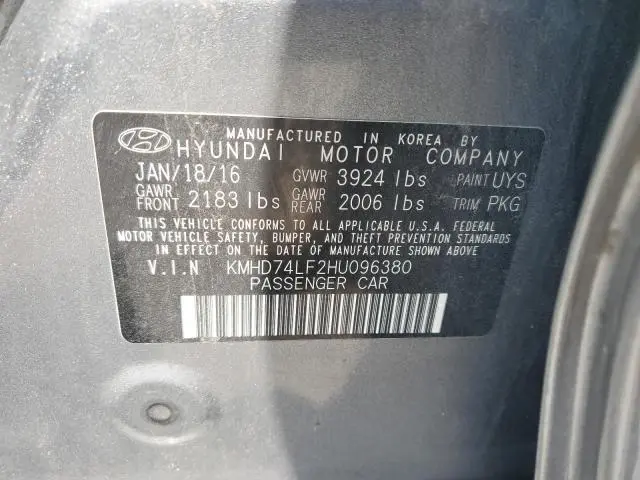 MANUFACTURED IN KOREA BY
HYUNDAI MOTOR COMPANY
JAN/18/16 GVWR 3924 lbs PAINT UYS
GAWR FRONT 2183 lbs GAWR REAR 2006 lbs TRIM PKG
THIS VEHICLE CONFORMS TO ALL APPLICABLE U.S.A. FEDERAL
MOTOR VEHICLE SAFETY, BUMPER, AND THEFT PREVENTION STANDARDS
IN EFFECT ON THE DATE OF MANUFACTURE SHOWN ABOVE
V.I.N KMHD74LF2HU096380
PASSENGER CAR